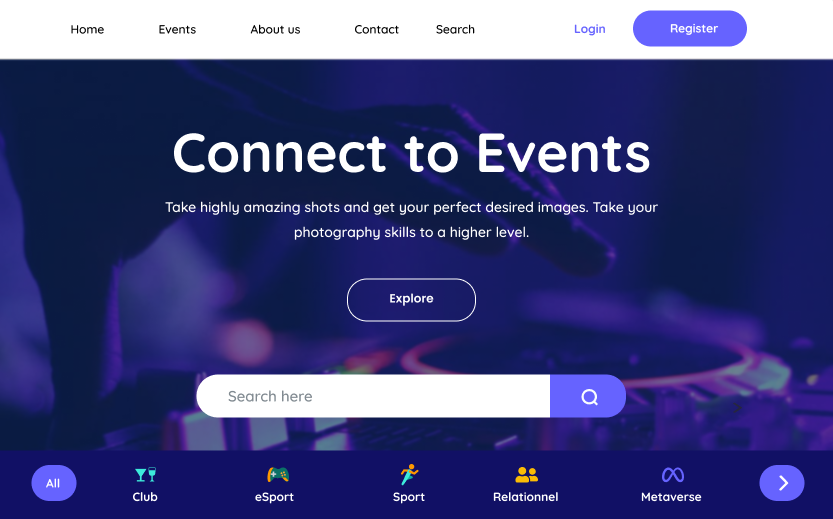 Home Events About us Contact Search Login Register
Connect to Events
Take highly amazing shots and get your perfect desired images. Take your
photography skills to a higher level.
Explore
Search here
All Club eSport Sport Relationnel Metaverse